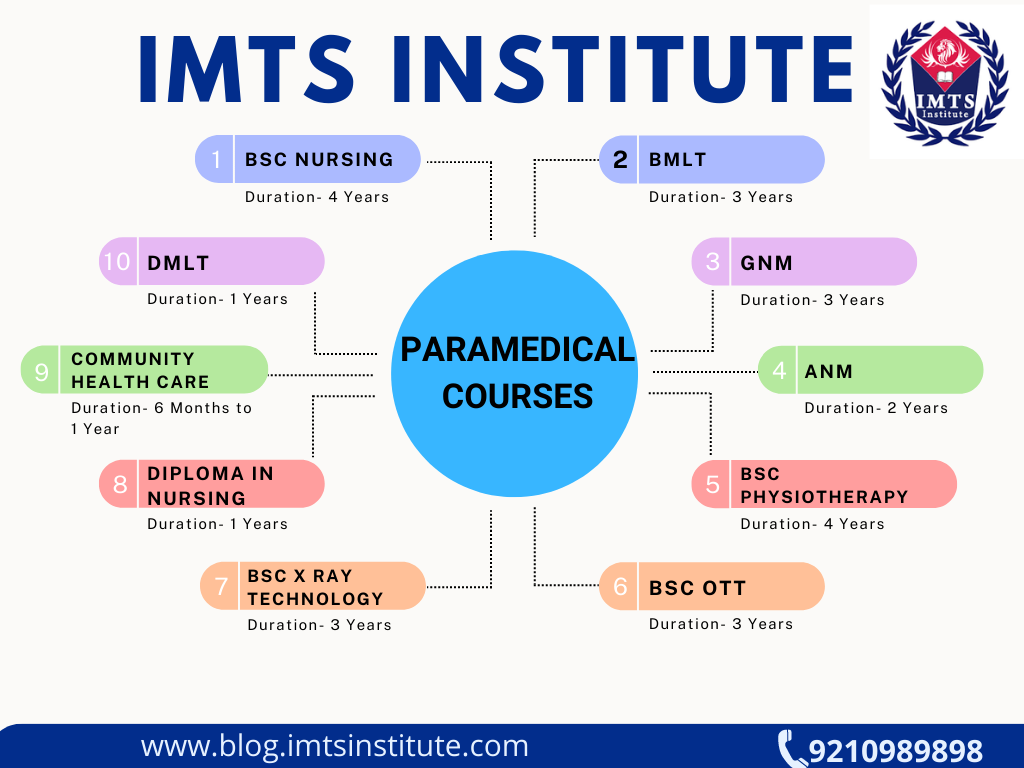 IMTS INSTITUTE
IMTS
Institute
1 BSC NURSING
Duration- 4 Years
2 BMLT
Duration- 3 Years
10 DMLT
Duration- 1 Years
3 GNM
Duration- 3 Years
PARAMEDICAL
COURSES
9 COMMUNITY
HEALTH CARE
Duration- 6 Months to
1 Year
4 ANM
Duration- 2 Years
8 DIPLOMA IN
NURSING
Duration- 1 Years
5 BSC
PHYSIOTHERAPY
Duration- 4 Years
7 BSC X RAY
TECHNOLOGY
Duration- 3 Years
6 BSC OTT
Duration- 3 Years
www.blog.imtsinstitute.com
9210989898